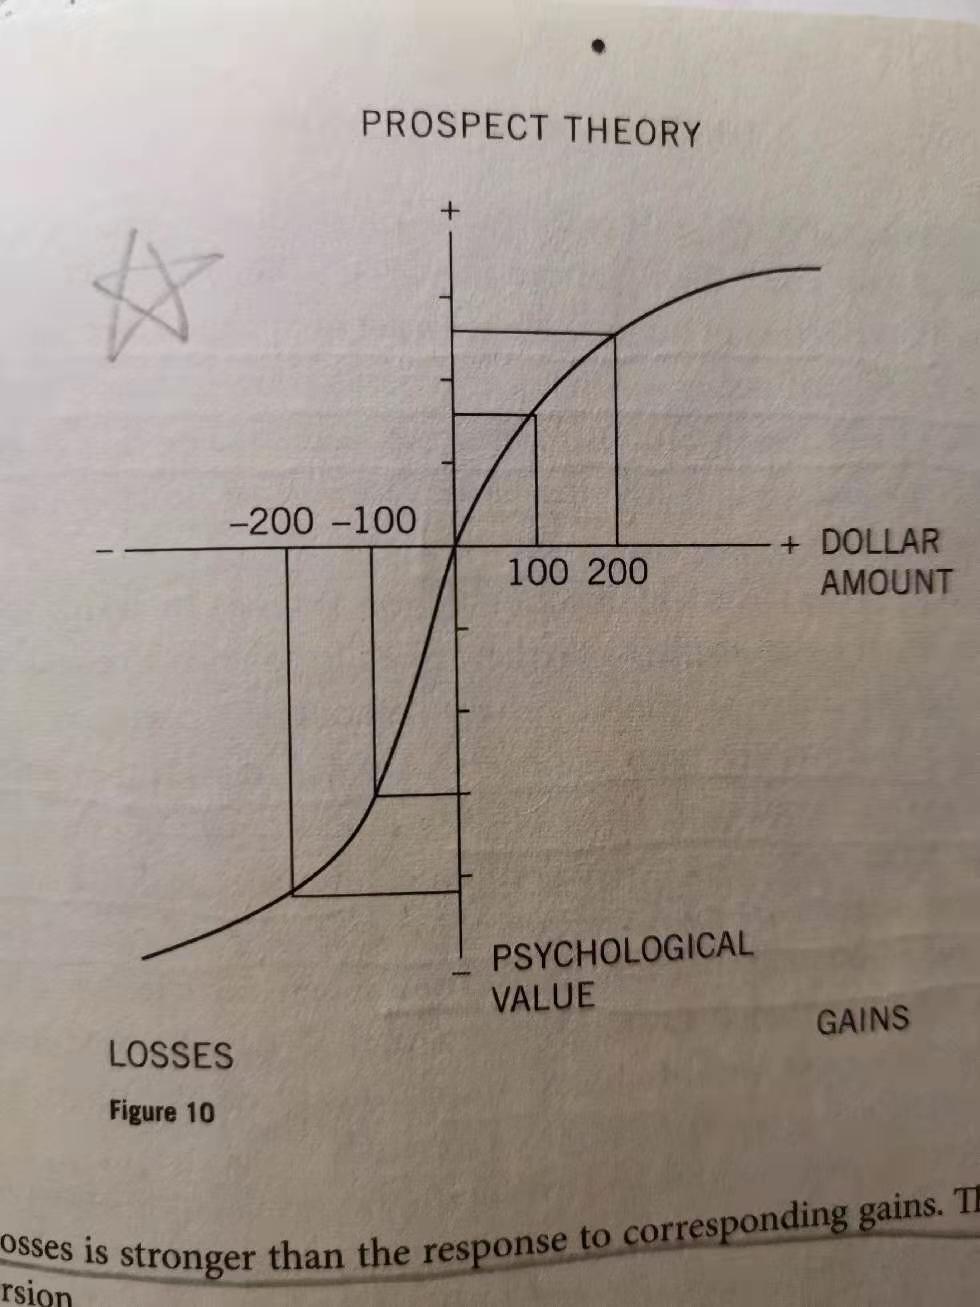 PROSPECT THEORY
+
–200 –100
–
+ DOLLAR
AMOUNT
100 200
–
PSYCHOLOGICAL
VALUE
GAINS
LOSSES
Figure 10
osses is stronger than the response to corresponding gains. Th
rsion